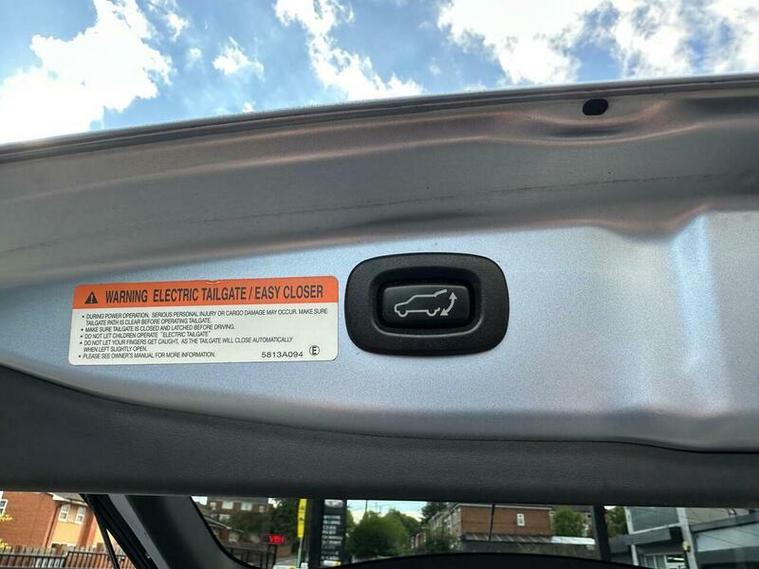 WARNING ELECTRIC TAILGATE / EASY CLOSER
• DURING POWER OPERATION, SERIOUS PERSONAL INJURY OR CARGO DAMAGE MAY OCCUR. MAKE SURE
TAILGATE PATH IS CLEAR BEFORE OPERATING TAILGATE.
• MAKE SURE TAILGATE IS CLOSED AND LATCHED BEFORE DRIVING.
• DO NOT LET CHILDREN OPERATE "ELECTRIC TAILGATE"
• DO NOT LET YOUR FINGERS GET CAUGHT, AS THE TAILGATE WILL CLOSE AUTOMATICALLY
WHEN LEFT SLIGHTLY OPEN.
• PLEASE SEE OWNER'S MANUAL FOR MORE INFORMATION.
5813A094 Ⓔ